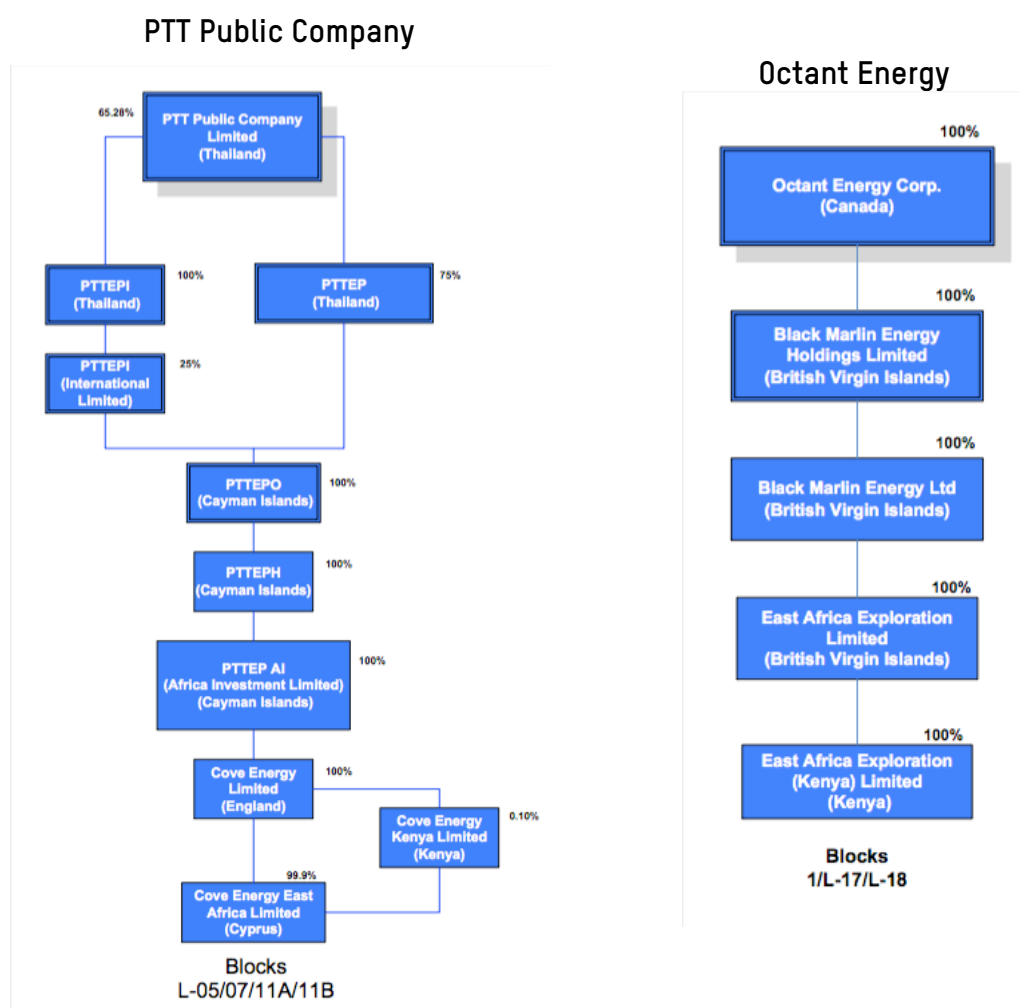 PTT Public Company
65.28%
PTT Public Company
Limited
(Thailand)
PTTEPI
(Thailand)
100%
PTTEP
(Thailand)
75%
PTTEPI
(International
Limited)
25%
PTTEPO
(Cayman Islands)
100%
PTTEPH
(Cayman Islands)
100%
PTTEP AI
(Africa Investment Limited)
(Cayman Islands)
100%
Cove Energy
Limited
(England)
100%
Cove Energy
Kenya Limited
(Kenya)
0.10%
99.9%
Cove Energy East
Africa Limited
(Cyprus)
Blocks
L-05/07/11A/11B
Octant Energy
100%
Octant Energy Corp.
(Canada)
100%
Black Marlin Energy
Holdings Limited
(British Virgin Islands)
100%
Black Marlin Energy Ltd
(British Virgin Islands)
100%
East Africa Exploration
Limited
(British Virgin Islands)
100%
East Africa Exploration
(Kenya) Limited
(Kenya)
Blocks
1/L-17/L-18